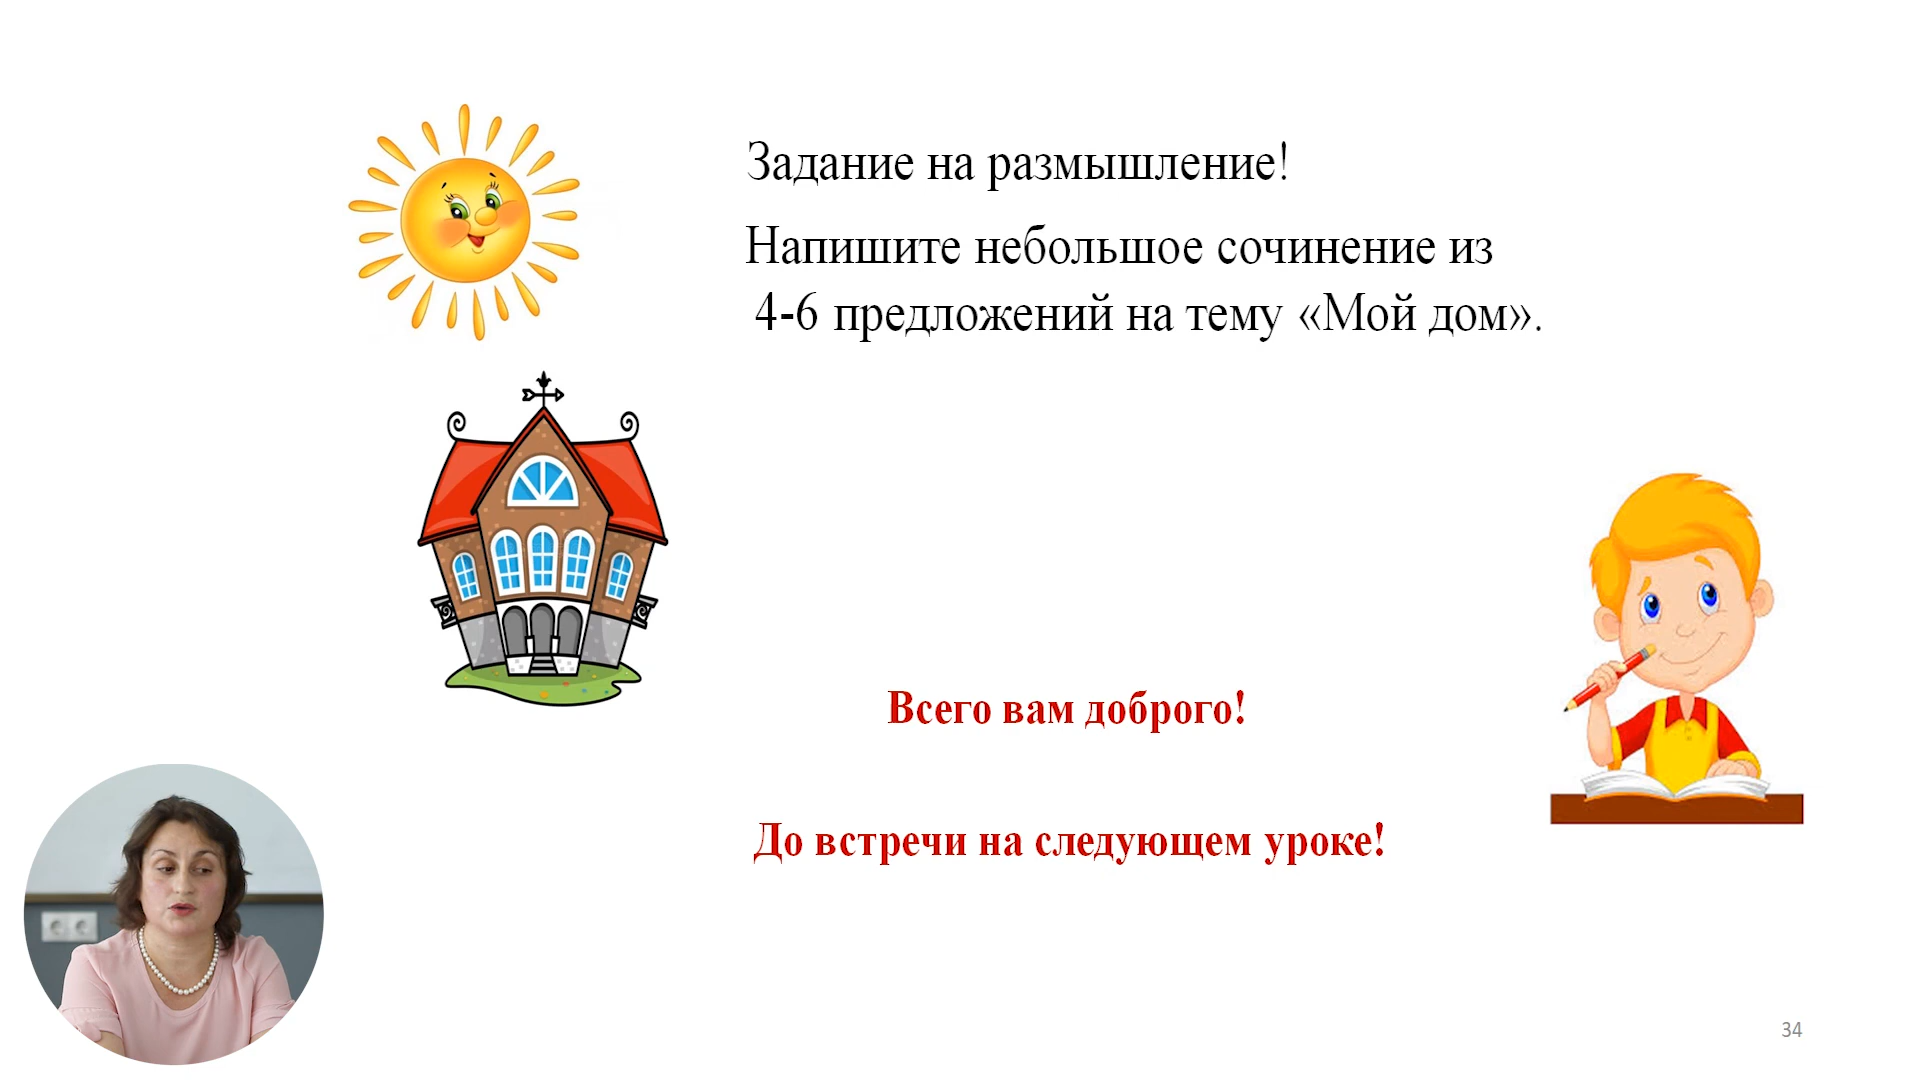 Задание на размышление!
Напишите небольшое сочинение из
4-6 предложений на тему «Мой дом».
Всего вам доброго!
До встречи на следующем уроке!
34